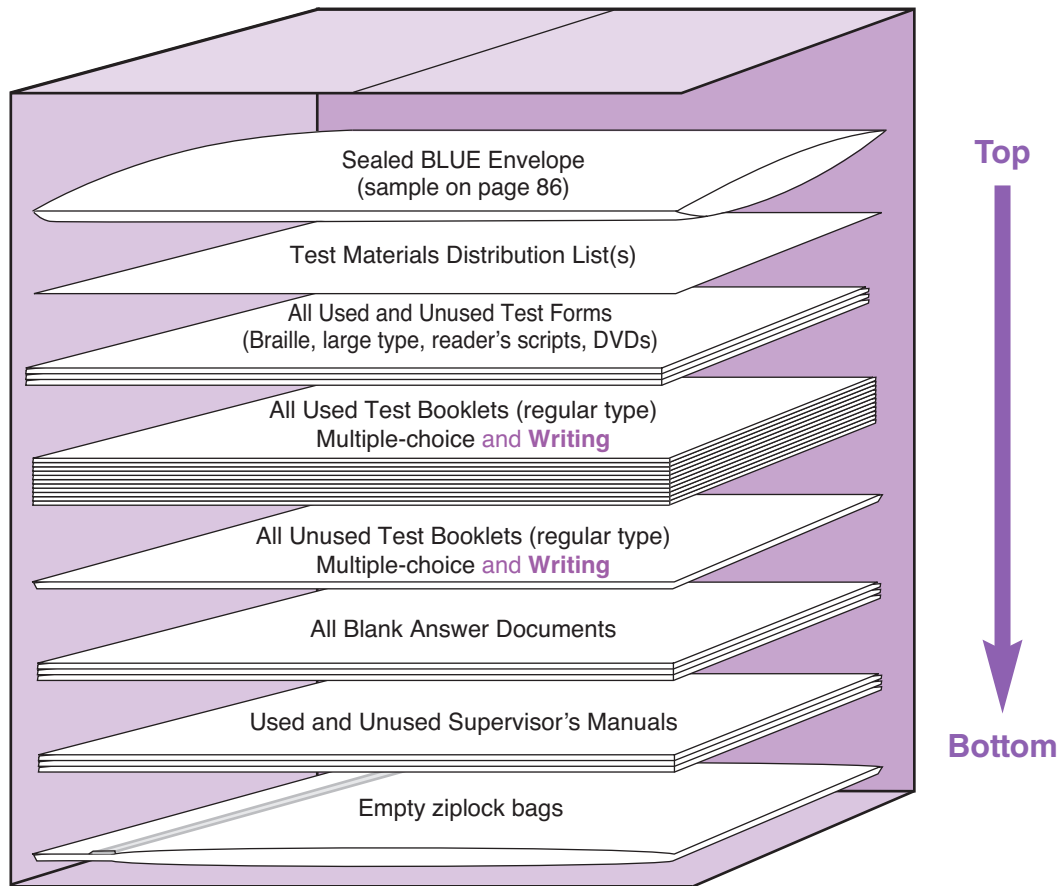 Sealed BLUE Envelope
(sample on page 86)
Top
Test Materials Distribution List(s)
All Used and Unused Test Forms
(Braille, large type, reader’s scripts, DVDs)
All Used Test Booklets (regular type)
Multiple-choice and Writing
All Unused Test Booklets (regular type)
Multiple-choice and Writing
All Blank Answer Documents
Used and Unused Supervisor’s Manuals
Bottom
Empty ziplock bags